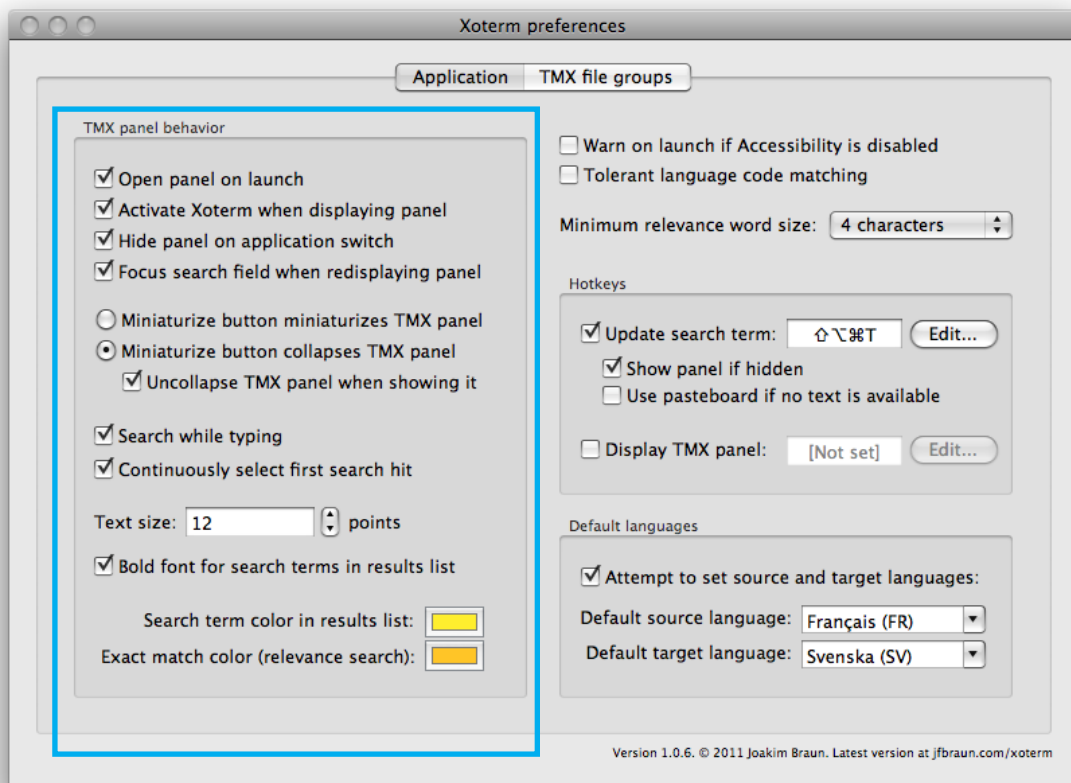 Xoterm preferences
Application
TMX file groups
TMX panel behavior
Open panel on launch
Activate Xoterm when displaying panel
Hide panel on application switch
Focus search field when redisplaying panel
Miniaturize button miniaturizes TMX panel
Miniaturize button collapses TMX panel
Uncollapse TMX panel when showing it
Search while typing
Continuously select first search hit
Text size: 12 points
Bold font for search terms in results list
Search term color in results list:
Exact match color (relevance search):
Warn on launch if Accessibility is disabled
Tolerant language code matching
Minimum relevance word size: 4 characters
Hotkeys
Update search term: ⇧⌥⌘T Edit...
Show panel if hidden
Use pasteboard if no text is available
Display TMX panel: [Not set] Edit...
Default languages
Attempt to set source and target languages:
Default source language: Français (FR)
Default target language: Svenska (SV)
Version 1.0.6. © 2011 Joakim Braun. Latest version at jfbraun.com/xoterm